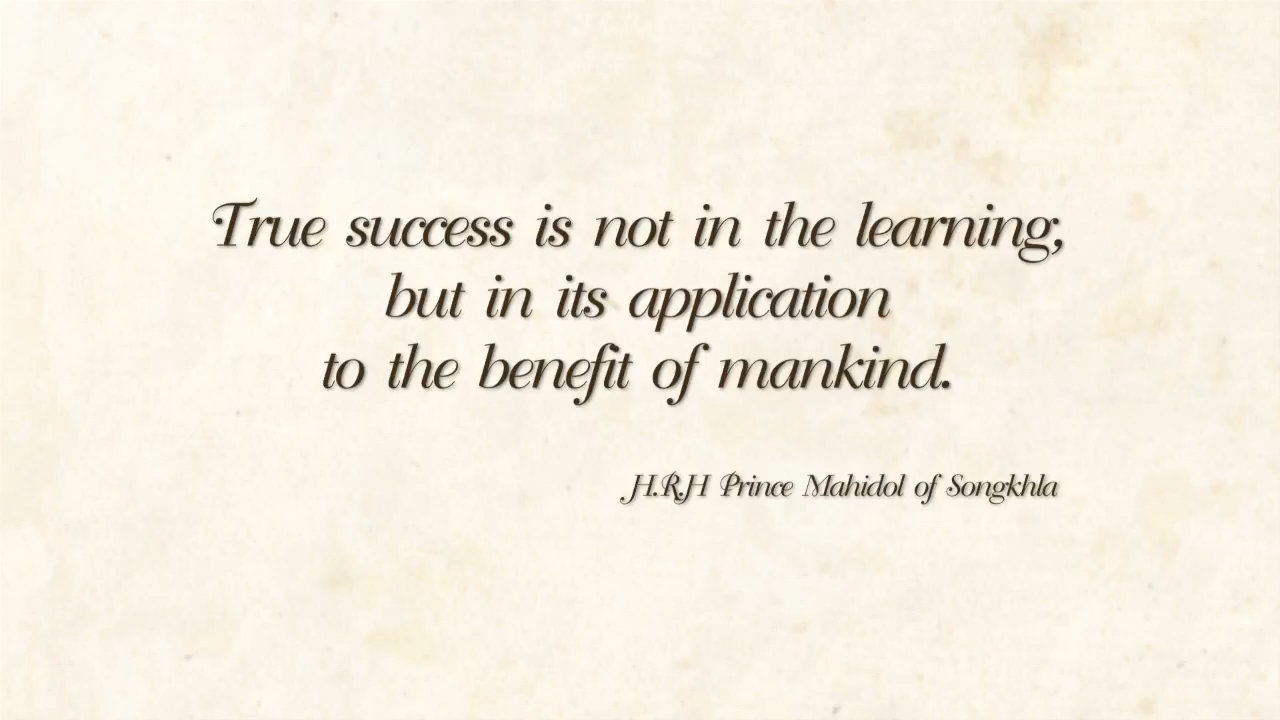 True success is not in the learning,
but in its application
to the benefit of mankind.
H.R.H Prince Mahidol of Songkhla